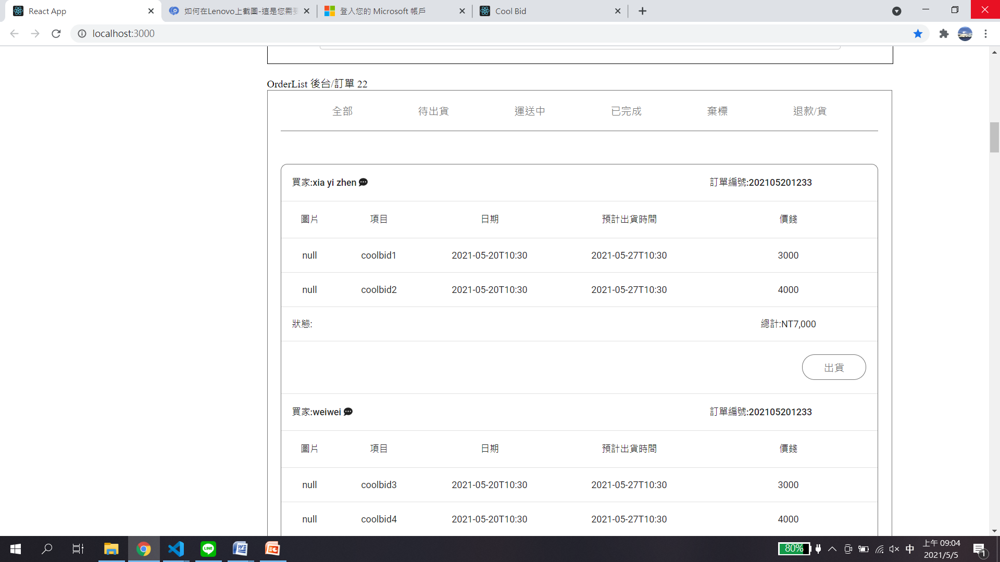 React App
如何在Lenovo上截圖-這是您需
登入您的 Microsoft 帳戶
Cool Bid
localhost:3000
OrderList 後台/訂單 22
全部 待出貨 運送中 已完成 棄標 退款/貨
買家:xia yi zhen 訂單編號:202105201233
圖片 項目 日期 預計出貨時間 價錢
null coolbid1 2021-05-20T10:30 2021-05-27T10:30 3000
null coolbid2 2021-05-20T10:30 2021-05-27T10:30 4000
狀態: 總計:NT7,000
出貨
買家:weiwei 訂單編號:202105201233
圖片 項目 日期 預計出貨時間 價錢
null coolbid3 2021-05-20T10:30 2021-05-27T10:30 3000
null coolbid4 2021-05-20T10:30 2021-05-27T10:30 4000
LINE
80%
中
上午 09:04
2021/5/5
1